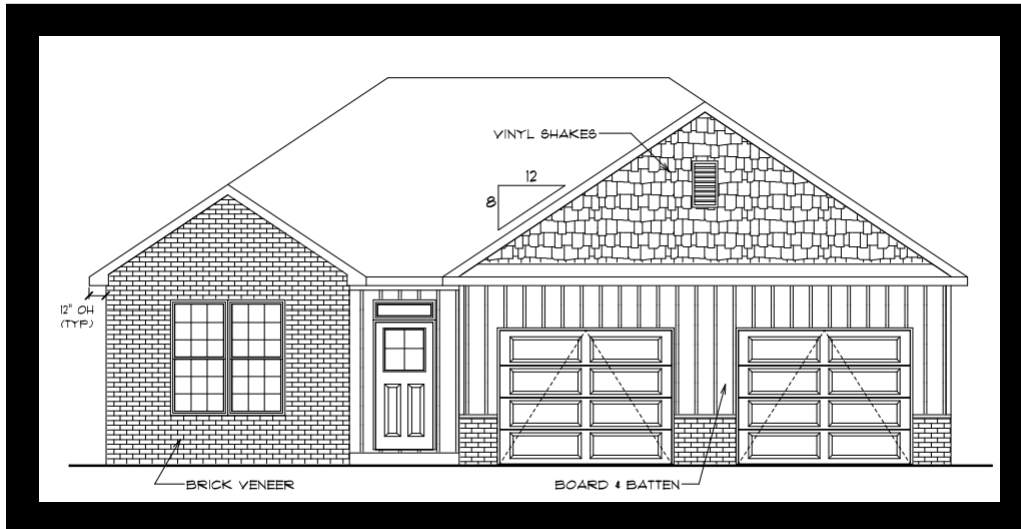 VINYL SHAKES
12
8
12" OH
(TYP.)
BRICK VENEER
BOARD & BATTEN